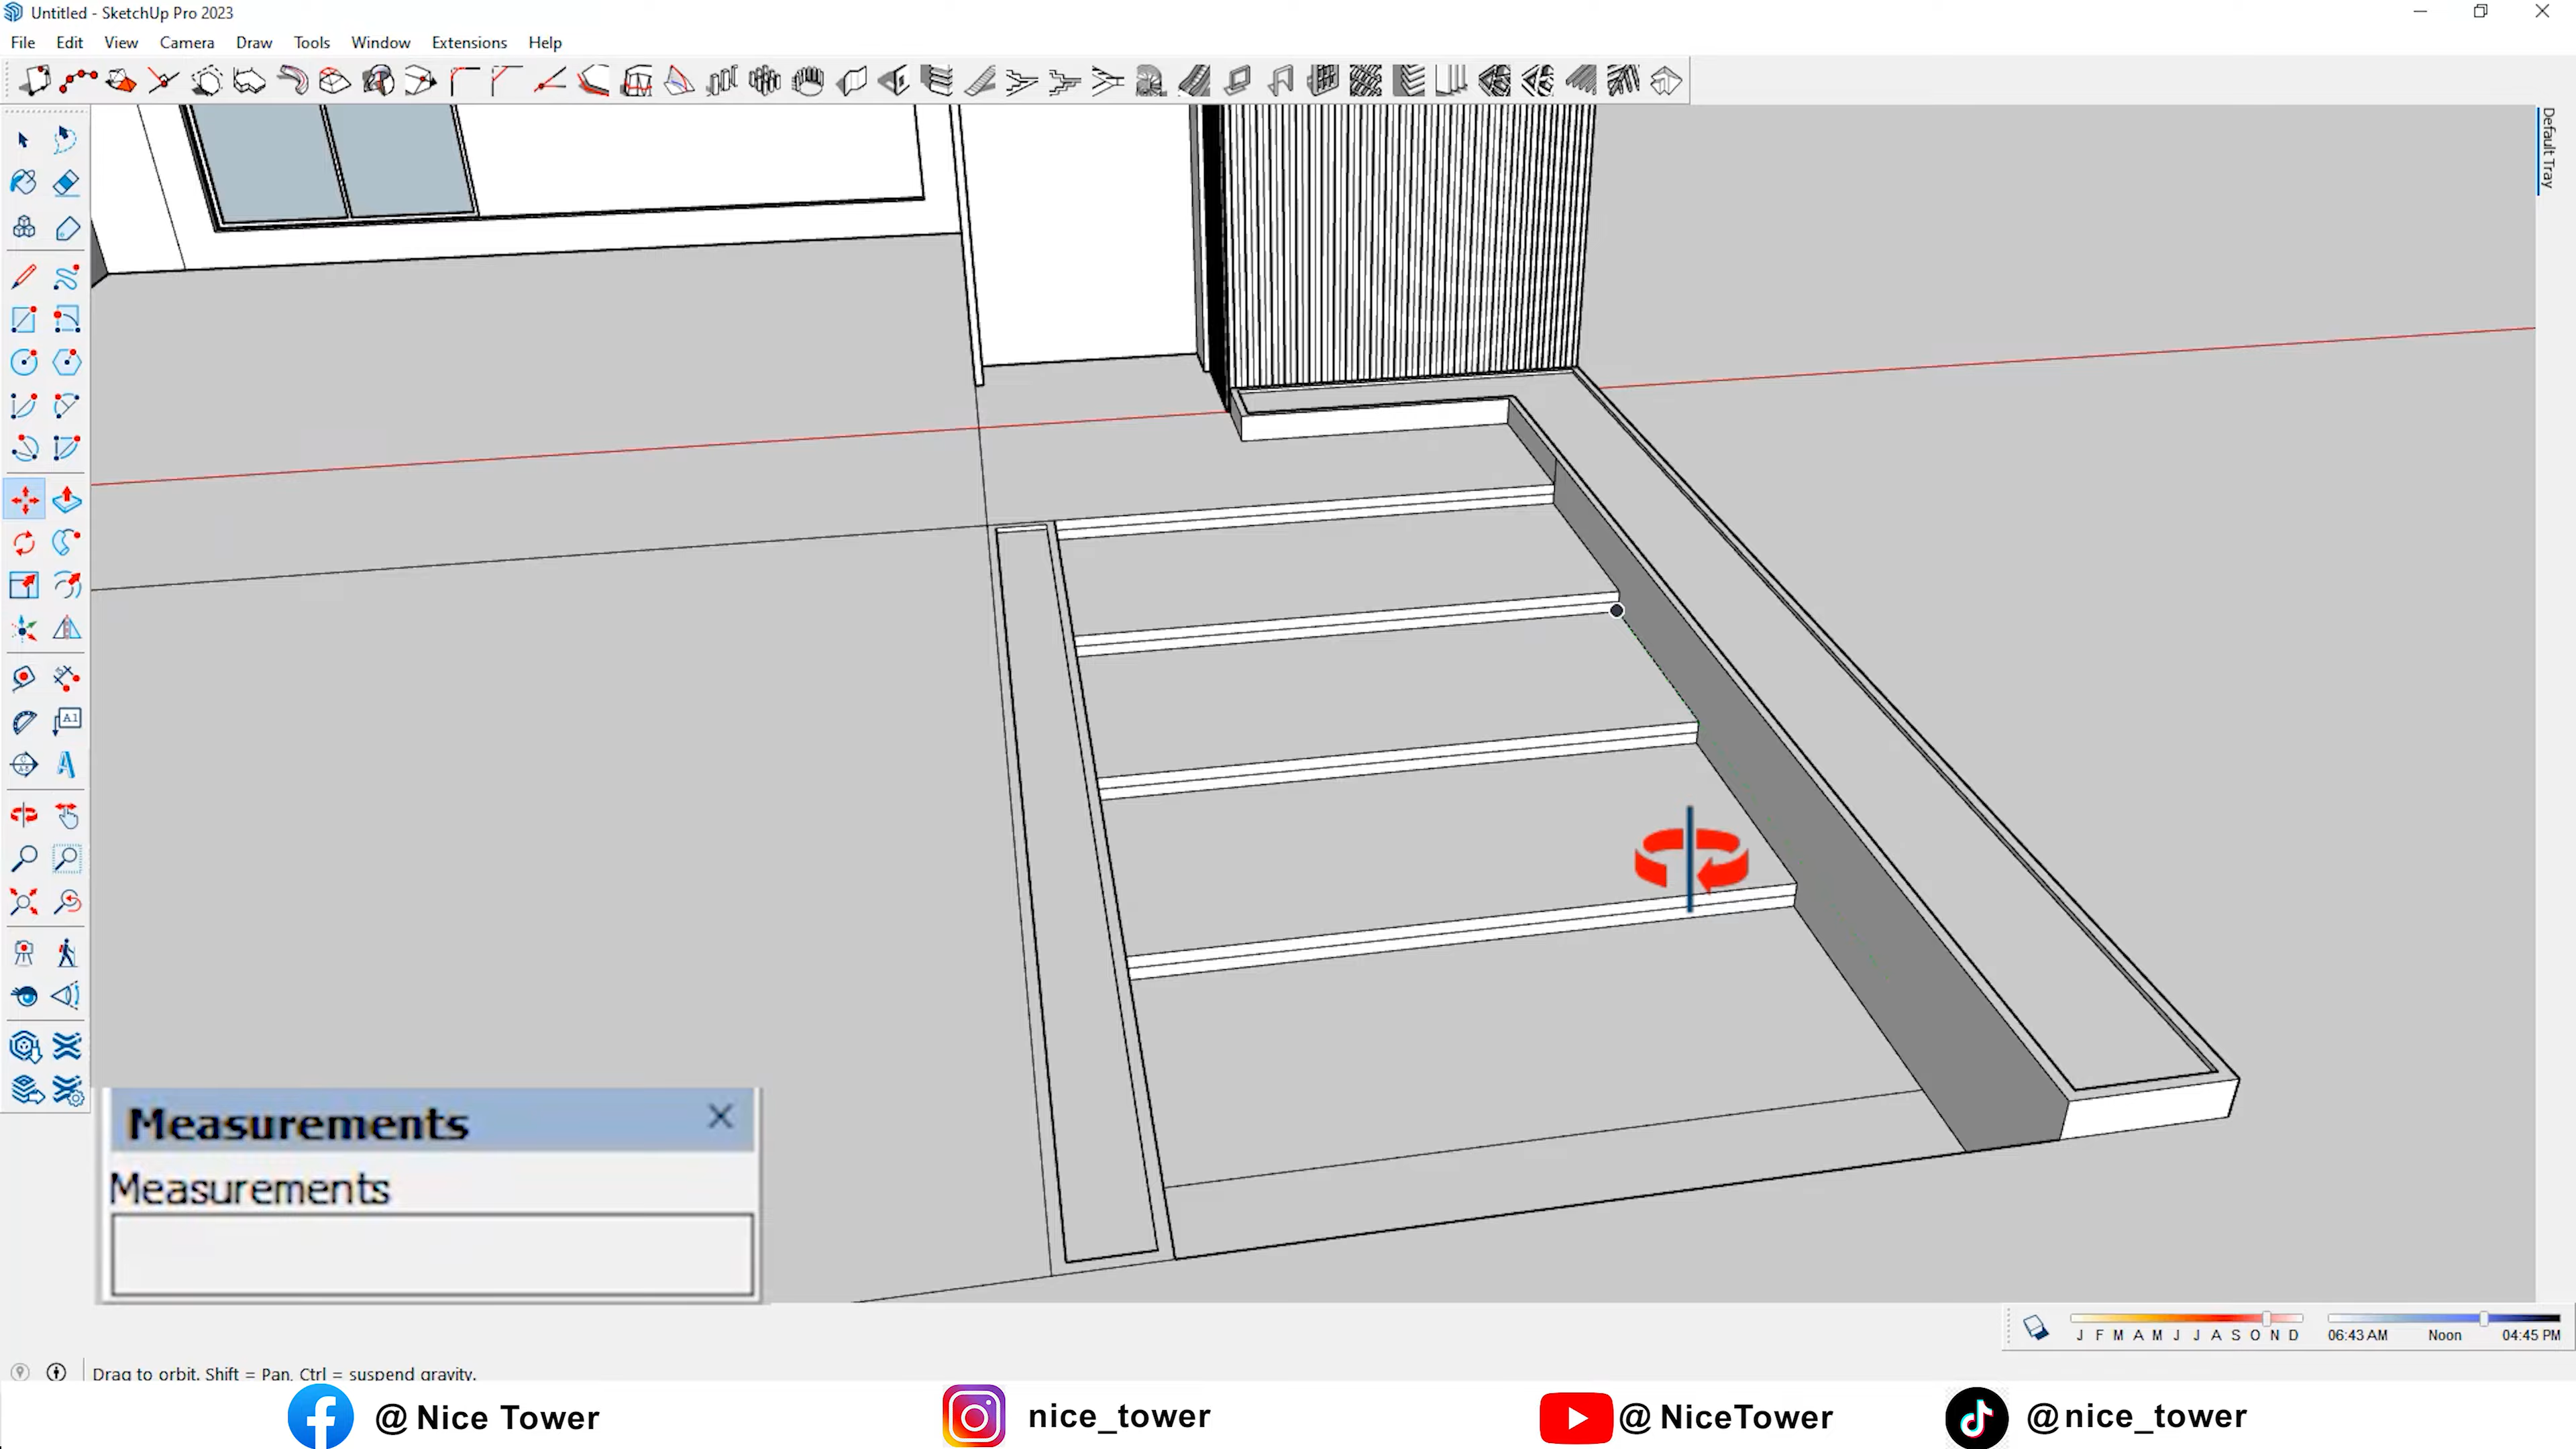 Untitled - SketchUp Pro 2023
File Edit View Camera Draw Tools Window Extensions Help
Default Tray
A1
Measurements
Measurements
J F M A M J J A S O N D
06:43 AM Noon 04:45 PM
Drag to orbit. Shift = Pan, Ctrl = suspend gravity.
@ Nice Tower
nice_tower
@ NiceTower
@nice_tower